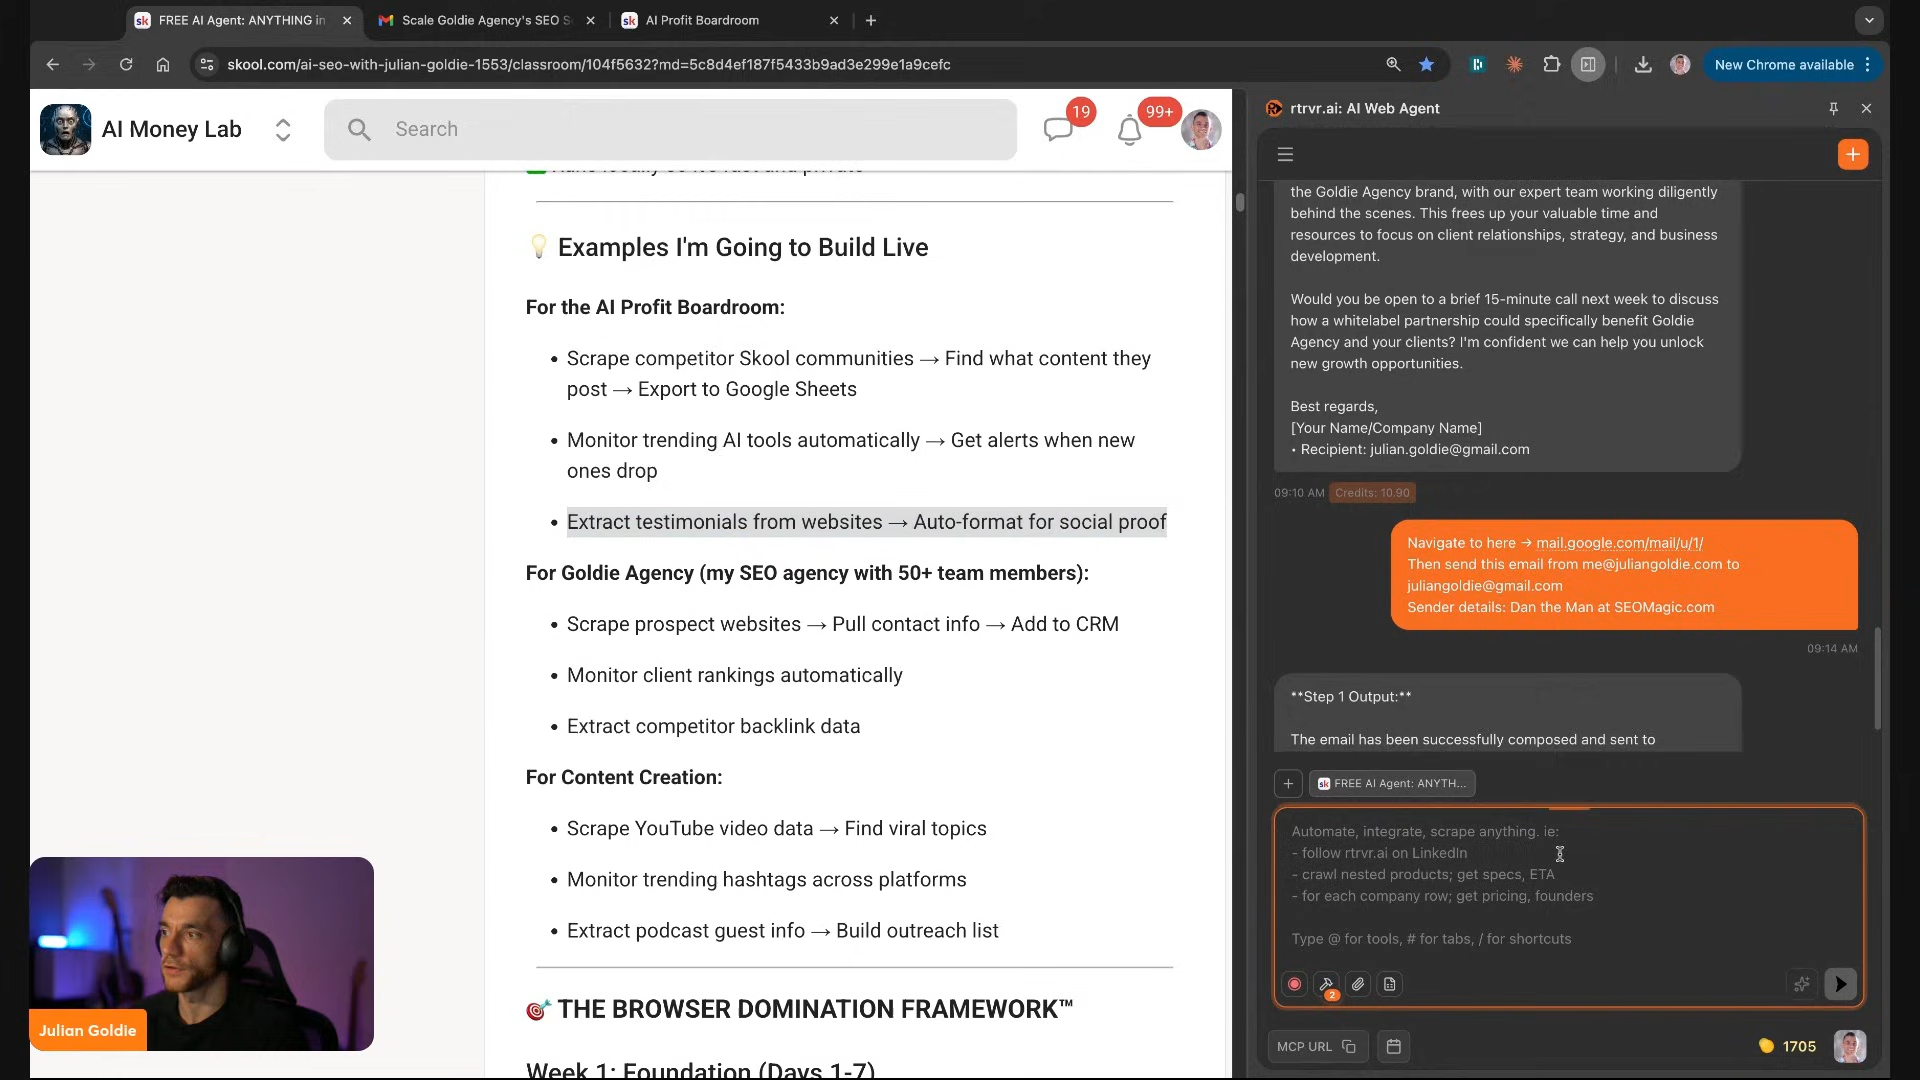 FREE AI Agent: ANYTHING in
Scale Goldie Agency's SEO S
AI Profit Boardroom
skool.com/ai-seo-with-julian-goldie-1553/classroom/104f5632?md=5c8d4ef187f5433b9ad3e299e1a9cefc
New Chrome available
AI Money Lab
Search
19
99+
💡 Examples I'm Going to Build Live
For the AI Profit Boardroom:
• Scrape competitor Skool communities → Find what content they
post → Export to Google Sheets
• Monitor trending AI tools automatically → Get alerts when new
ones drop
• Extract testimonials from websites → Auto-format for social proof
For Goldie Agency (my SEO agency with 50+ team members):
• Scrape prospect websites → Pull contact info → Add to CRM
• Monitor client rankings automatically
• Extract competitor backlink data
For Content Creation:
• Scrape YouTube video data → Find viral topics
• Monitor trending hashtags across platforms
• Extract podcast guest info → Build outreach list
🎯 THE BROWSER DOMINATION FRAMEWORK™
Week 1: Foundation (Days 1-7)
Julian Goldie
rtrvr.ai: AI Web Agent
the Goldie Agency brand, with our expert team working diligently
behind the scenes. This frees up your valuable time and
resources to focus on client relationships, strategy, and business
development.
Would you be open to a brief 15-minute call next week to discuss
how a whitelabel partnership could specifically benefit Goldie
Agency and your clients? I'm confident we can help you unlock
new growth opportunities.
Best regards,
[Your Name/Company Name]
• Recipient: julian.goldie@gmail.com
09:10 AM Credits: 10.90
Navigate to here → mail.google.com/mail/u/1/
Then send this email from me@juliangoldie.com to
juliangoldie@gmail.com
Sender details: Dan the Man at SEOMagic.com
09:14 AM
**Step 1 Output:**
The email has been successfully composed and sent to
FREE AI Agent: ANYTH...
Automate, integrate, scrape anything. ie:
- follow rtrvr.ai on LinkedIn
- crawl nested products; get specs, ETA
- for each company row; get pricing, founders
Type @ for tools, # for tabs, / for shortcuts
2
MCP URL
1705